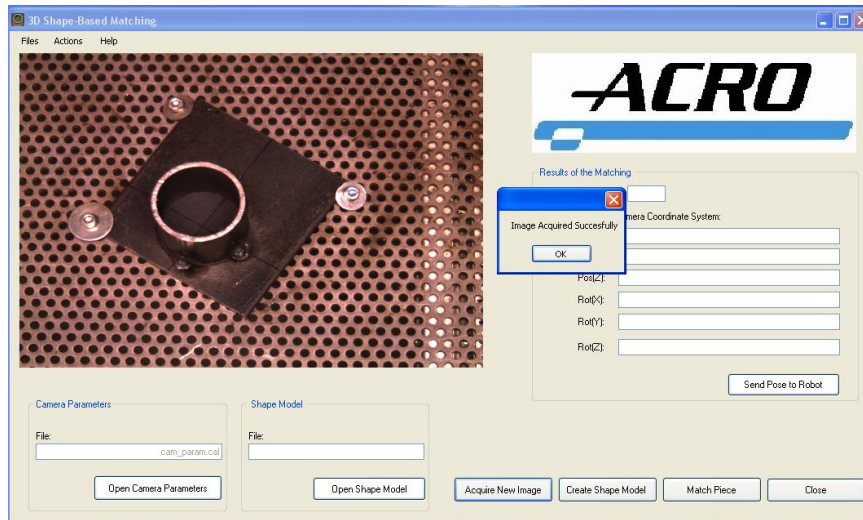 3D Shape-Based Matching
Files Actions Help
ACRO
Results of the Matching
mera Coordinate System:
Image Acquired Succesfully
OK
Pos(Z):
Rot(X):
Rot(Y):
Rot(Z):
Send Pose to Robot
Camera Parameters
File:
cam_param.cal
Open Camera Parameters
Shape Model
File:
Open Shape Model
Acquire New Image
Create Shape Model
Match Piece
Close